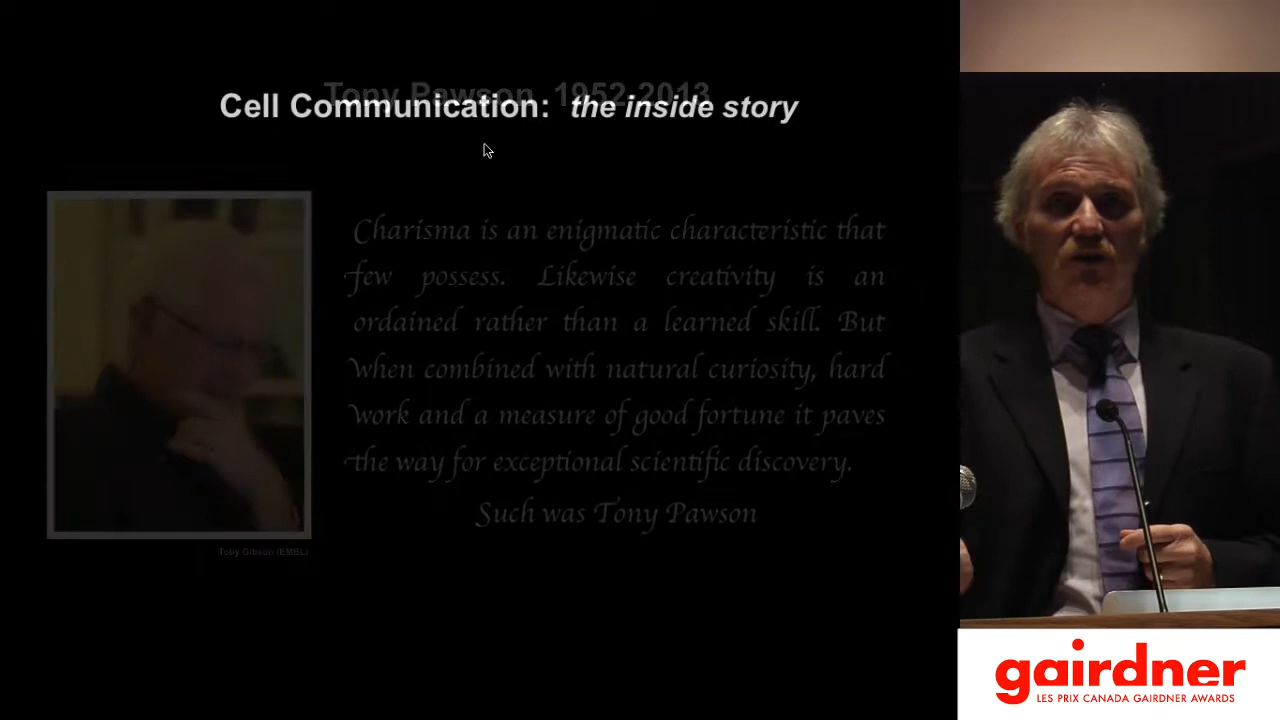 Tony Pawson 1952-2013
Cell Communication: the inside story
Charisma is an enigmatic characteristic that
few possess. Likewise creativity is an
ordained rather than a learned skill. But
when combined with natural curiosity, hard
work and a measure of good fortune it paves
the way for exceptional scientific discovery.
Such was Tony Pawson
Toby Gibson (EMBL)
gairdner
LES PRIX CANADA GAIRDNER AWARDS